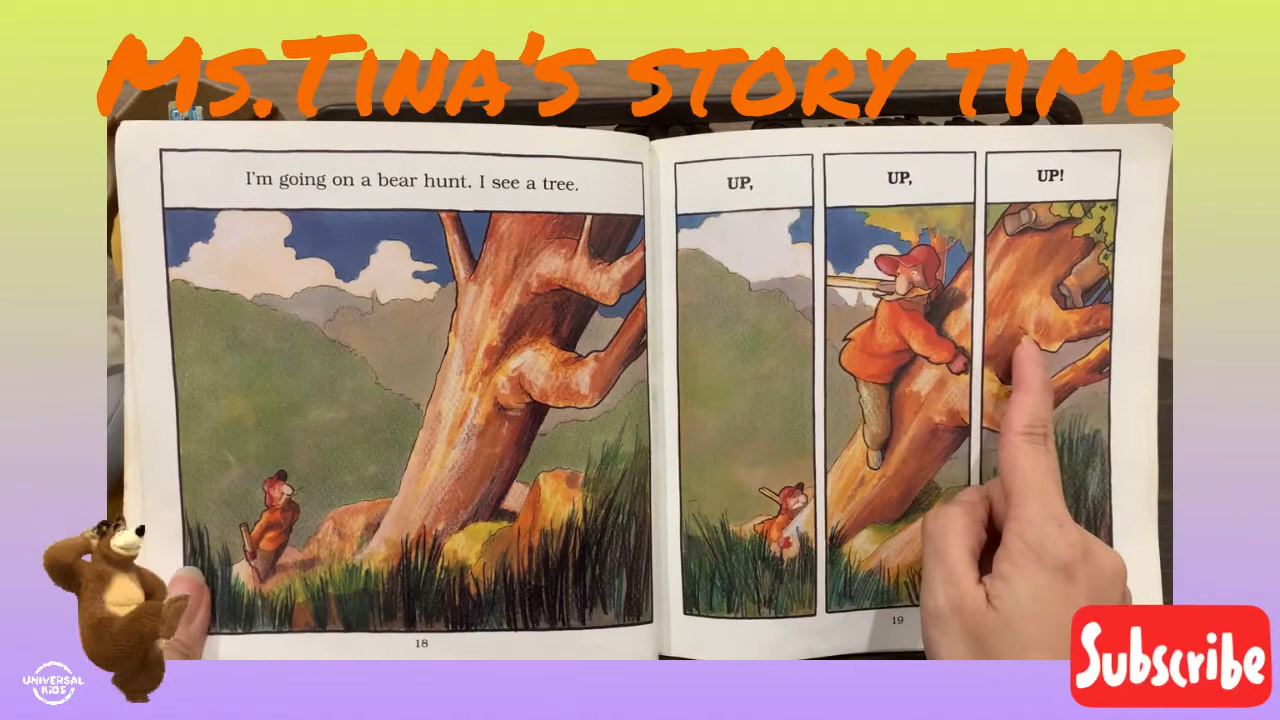 Ms.Tina's story time
I'm going on a bear hunt. I see a tree.
UP,
UP,
UP!
18
19
UNIVERSAL
KIDS
Subscribe